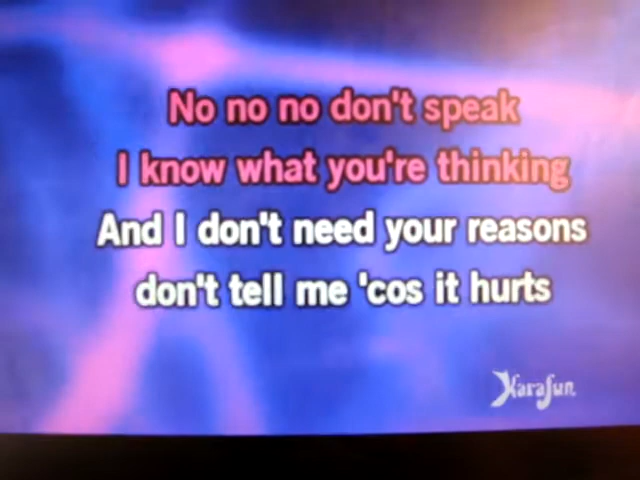 No no no don't speak
I know what you're thinking
And I don't need your reasons
don't tell me 'cos it hurts
KaraFun